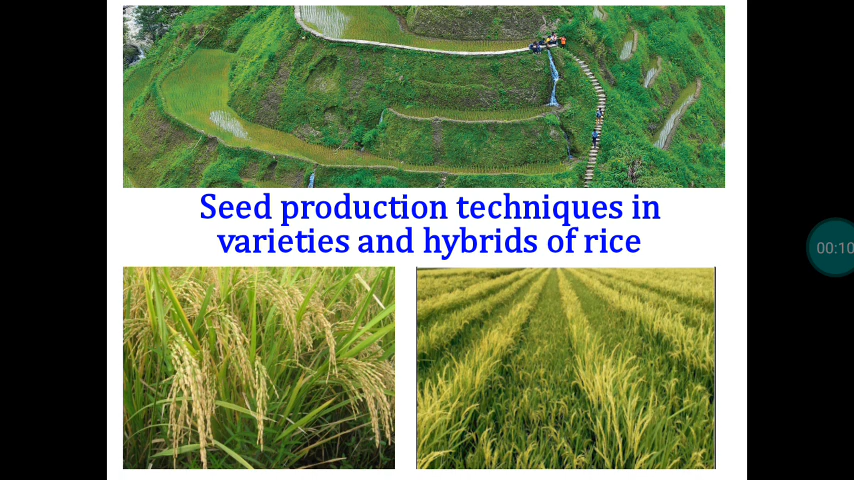 Seed production techniques in
varieties and hybrids of rice
00:10